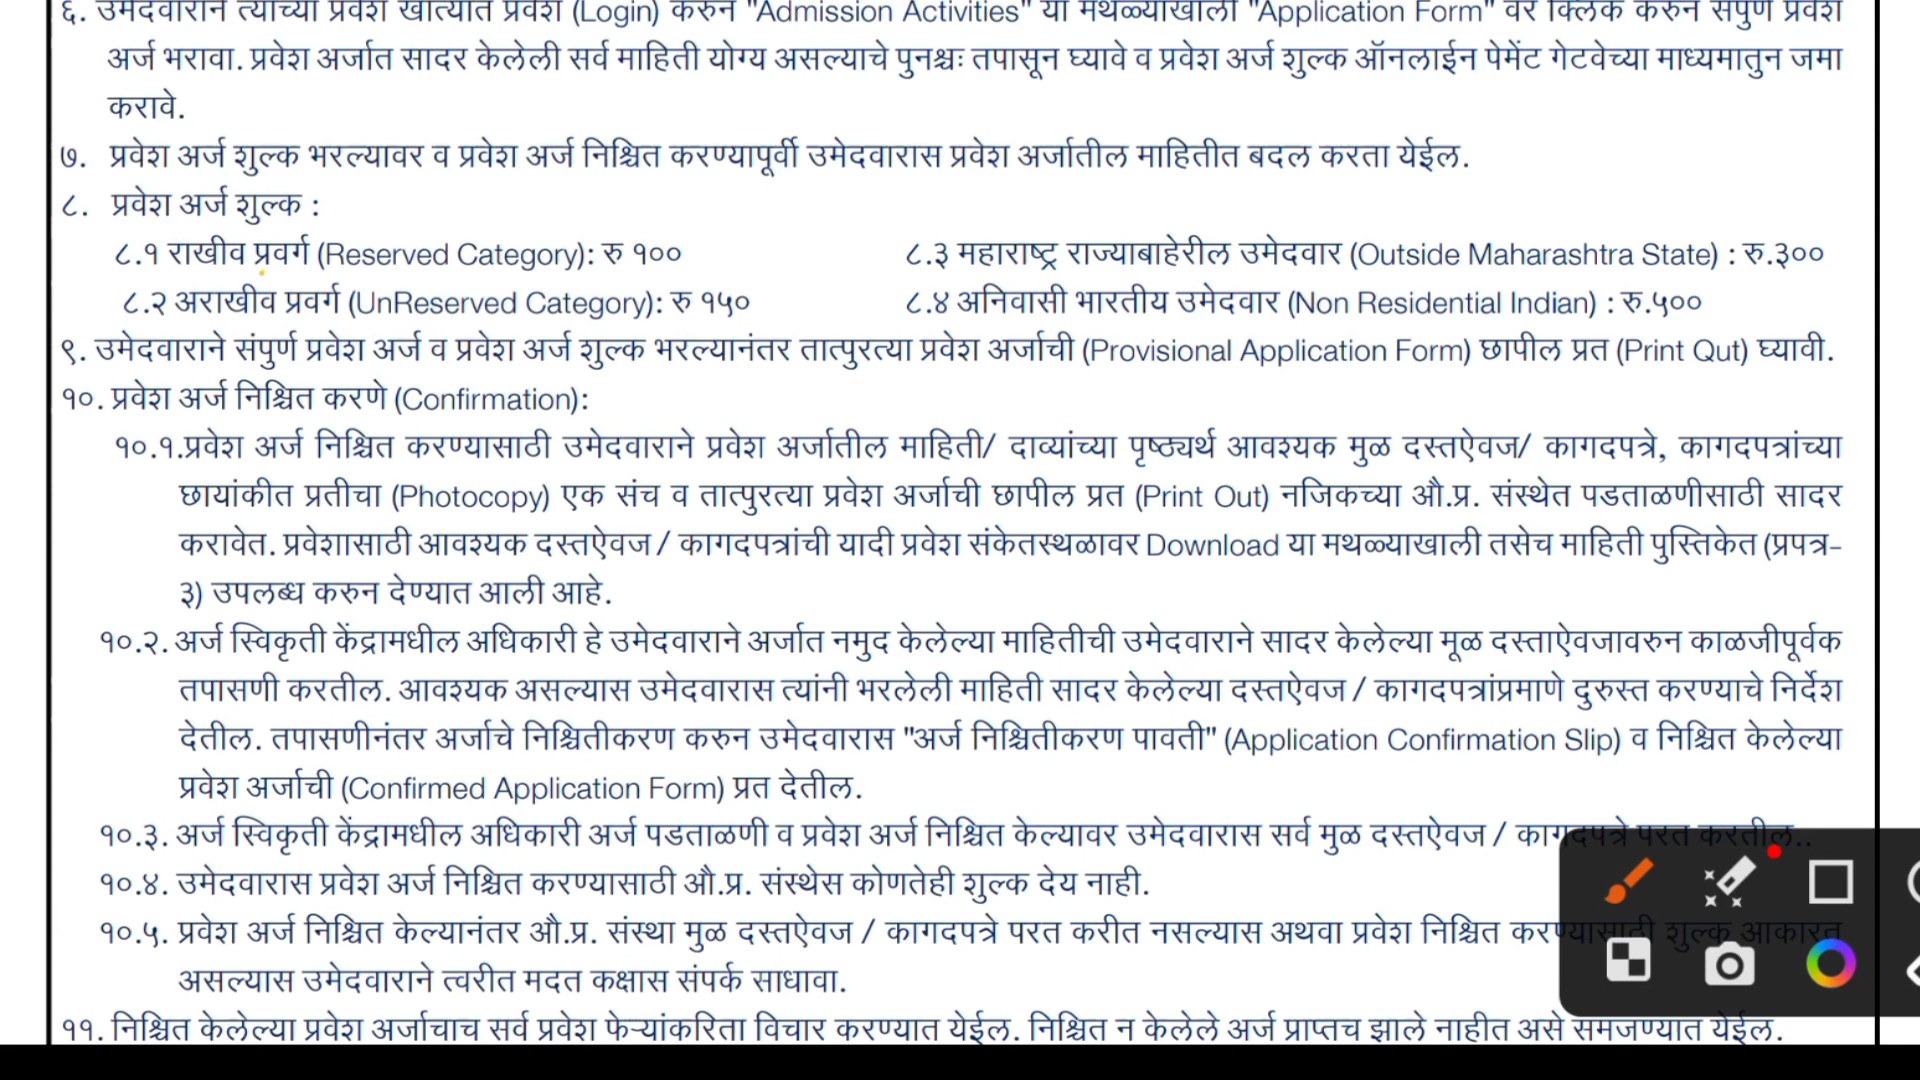 ६. उमेदवाराने त्यांच्या प्रवेश खात्यात प्रवेश (Login) करुन "Admission Activities" या मथळ्याखाली "Application Form" वर क्लिक करुन संपुर्ण प्रवेश
अर्ज भरावा. प्रवेश अर्जात सादर केलेली सर्व माहिती योग्य असल्याचे पुनश्चः तपासून घ्यावे व प्रवेश अर्ज शुल्क ऑनलाईन पेमेंट गेटवेच्या माध्यमातुन जमा
करावे.
७. प्रवेश अर्ज शुल्क भरल्यावर व प्रवेश अर्ज निश्चित करण्यापूर्वी उमेदवारास प्रवेश अर्जातील माहितीत बदल करता येईल.
८. प्रवेश अर्ज शुल्क :
८.१ राखीव प्रवर्ग (Reserved Category): रु १०० ८.३ महाराष्ट्र राज्याबाहेरील उमेदवार (Outside Maharashtra State) : रु.३००
८.२ अराखीव प्रवर्ग (UnReserved Category): रु १५० ८.४ अनिवासी भारतीय उमेदवार (Non Residential Indian) : रु.५००
९. उमेदवाराने संपुर्ण प्रवेश अर्ज व प्रवेश अर्ज शुल्क भरल्यानंतर तात्पुरत्या प्रवेश अर्जाची (Provisional Application Form) छापील प्रत (Print Qut) घ्यावी.
१०. प्रवेश अर्ज निश्चित करणे (Confirmation):
१०.१.प्रवेश अर्ज निश्चित करण्यासाठी उमेदवाराने प्रवेश अर्जातील माहिती/ दाव्यांच्या पृष्ठ्यर्थ आवश्यक मुळ दस्तऐवज/ कागदपत्रे, कागदपत्रांच्या
छायांकीत प्रतीचा (Photocopy) एक संच व तात्पुरत्या प्रवेश अर्जाची छापील प्रत (Print Out) नजिकच्या औ.प्र. संस्थेत पडताळणीसाठी सादर
करावेत. प्रवेशासाठी आवश्यक दस्तऐवज / कागदपत्रांची यादी प्रवेश संकेतस्थळावर Download या मथळ्याखाली तसेच माहिती पुस्तिकेत (प्रपत्र-
३) उपलब्ध करुन देण्यात आली आहे.
१०.२. अर्ज स्विकृती केंद्रामधील अधिकारी हे उमेदवाराने अर्जात नमुद केलेल्या माहितीची उमेदवाराने सादर केलेल्या मूळ दस्ताऐवजावरुन काळजीपूर्वक
तपासणी करतील. आवश्यक असल्यास उमेदवारास त्यांनी भरलेली माहिती सादर केलेल्या दस्तऐवज / कागदपत्रांप्रमाणे दुरुस्त करण्याचे निर्देश
देतील. तपासणीनंतर अर्जाचे निश्चितीकरण करुन उमेदवारास "अर्ज निश्चितीकरण पावती" (Application Confirmation Slip) व निश्चित केलेल्या
प्रवेश अर्जाची (Confirmed Application Form) प्रत देतील.
१०.३. अर्ज स्विकृती केंद्रामधील अधिकारी अर्ज पडताळणी व प्रवेश अर्ज निश्चित केल्यावर उमेदवारास सर्व मुळ दस्तऐवज / कागदपत्रे परत करतील..
१०.४. उमेदवारास प्रवेश अर्ज निश्चित करण्यासाठी औ.प्र. संस्थेस कोणतेही शुल्क देय नाही.
१०.५. प्रवेश अर्ज निश्चित केल्यानंतर औ.प्र. संस्था मुळ दस्तऐवज / कागदपत्रे परत करीत नसल्यास अथवा प्रवेश निश्चित करण्यासाठी शुल्क आकारत
असल्यास उमेदवाराने त्वरीत मदत कक्षास संपर्क साधावा.
११. निश्चित केलेल्या प्रवेश अर्जाचाच सर्व प्रवेश फेऱ्यांकरिता विचार करण्यात येईल. निश्चित न केलेले अर्ज प्राप्तच झाले नाहीत असे समजण्यात येईल.